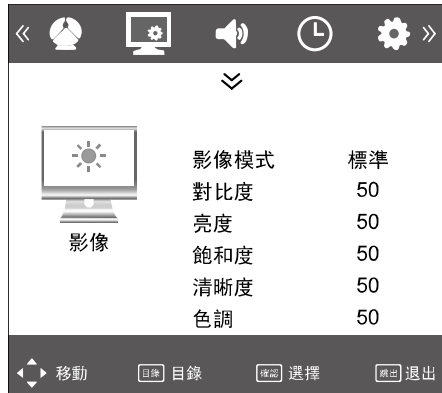 影像模式 標準
對比度 50
亮度 50
影像
飽和度 50
清晰度 50
色調 50
移動 目錄 目錄 確認 選擇 跳出 退出